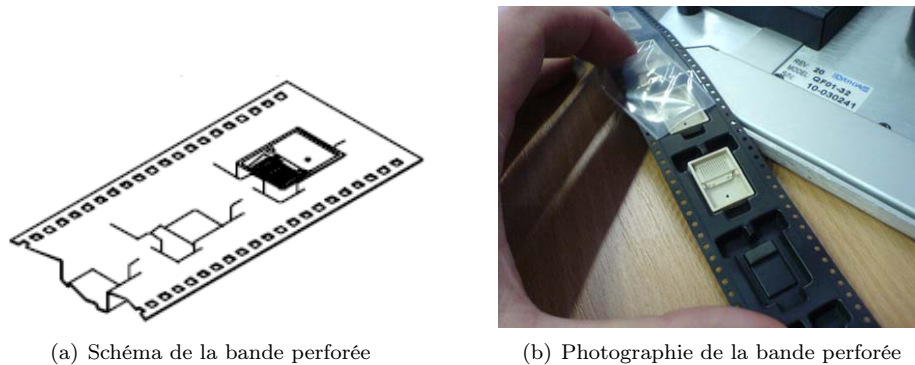 REV. 20
MODEL QF01-32
S/N. 10-030241
(a) Schéma de la bande perforée
(b) Photographie de la bande perforée